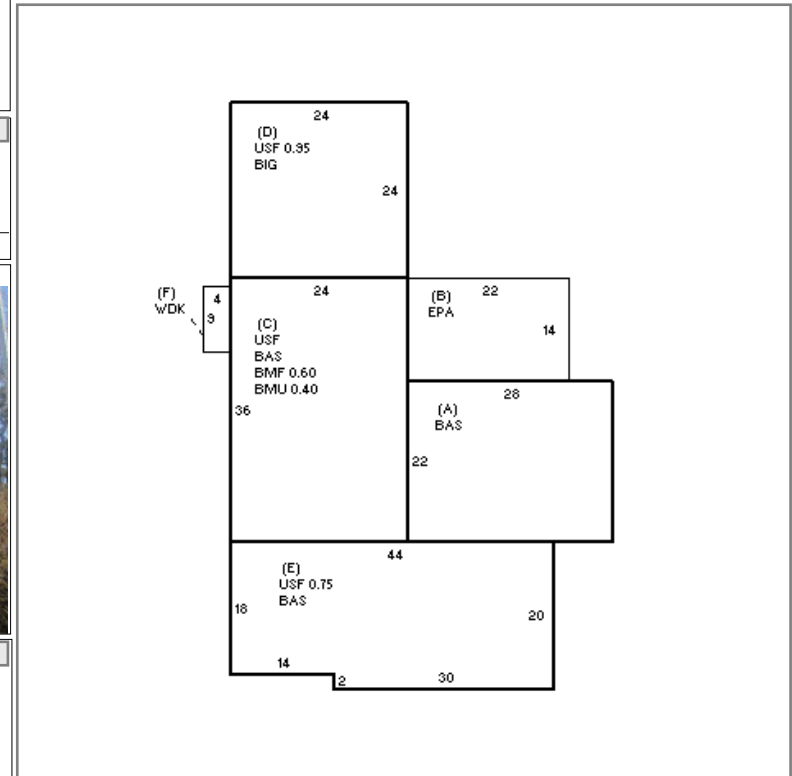 24
(D)
USF 0.95
BIG
24
(F)
WDK
4
9
24
(C)
USF
BAS
BMF 0.60
BMU 0.40
36
(B)
EPA
22
14
28
(A)
BAS
22
44
(E)
USF 0.75
BAS
18
20
14
2
30